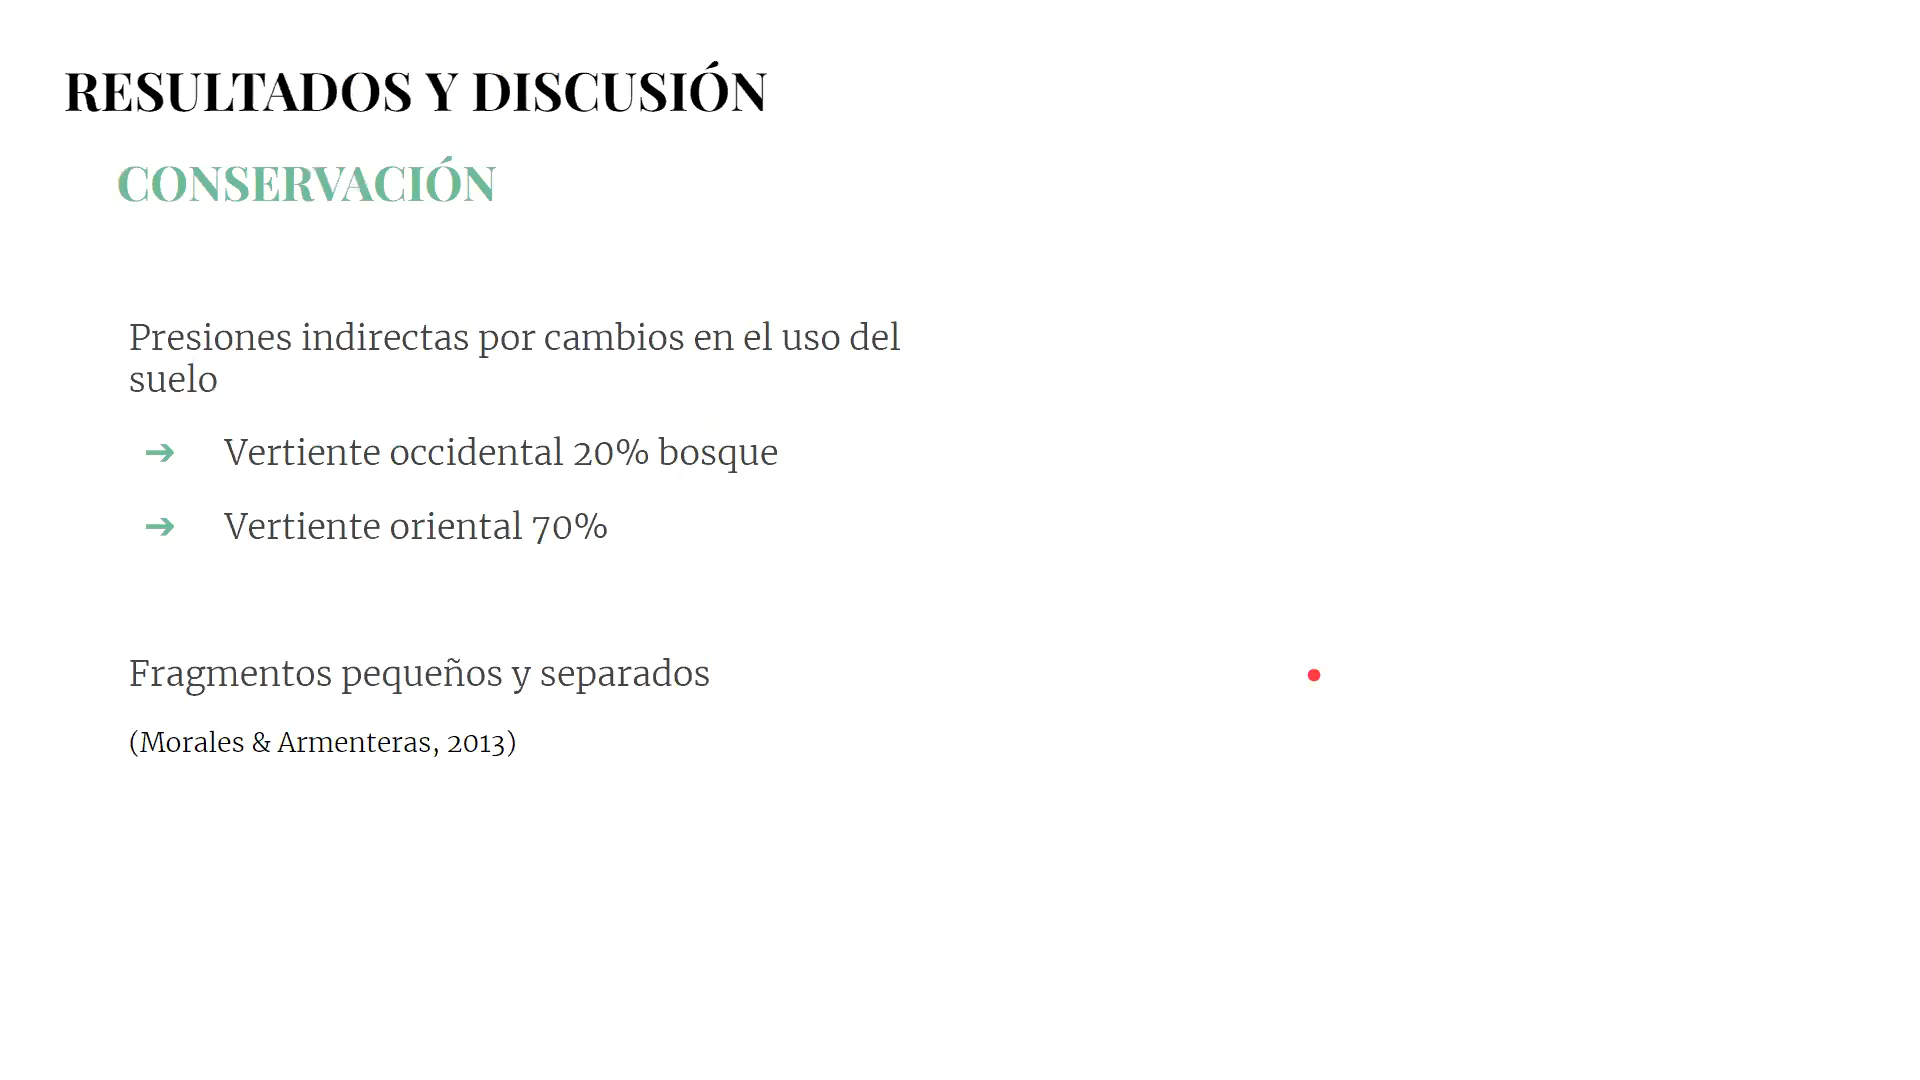 RESULTADOS Y DISCUSIÓN
CONSERVACIÓN
Presiones indirectas por cambios en el uso del
suelo
➔ Vertiente occidental 20% bosque
➔ Vertiente oriental 70%
Fragmentos pequeños y separados
(Morales & Armenteras, 2013)